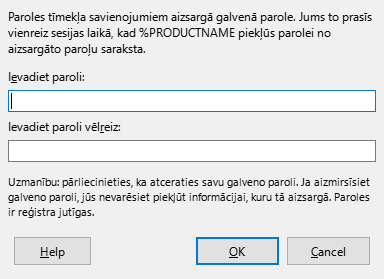 Paroles tīmekļa savienojumiem aizsargā galvenā parole. Jums to prasīs
vienreiz sesijas laikā, kad %PRODUCTNAME piekļūs parolei no
aizsargāto paroļu saraksta.
Ievadiet paroli:
Ievadiet paroli vēlreiz:
Uzmanību: pārliecinieties, ka atceraties savu galveno paroli. Ja aizmirsīsiet
galveno paroli, jūs nevarēsiet piekļūt informācijai, kuru tā aizsargā. Paroles
ir reģistra jutīgas.
Help OK Cancel